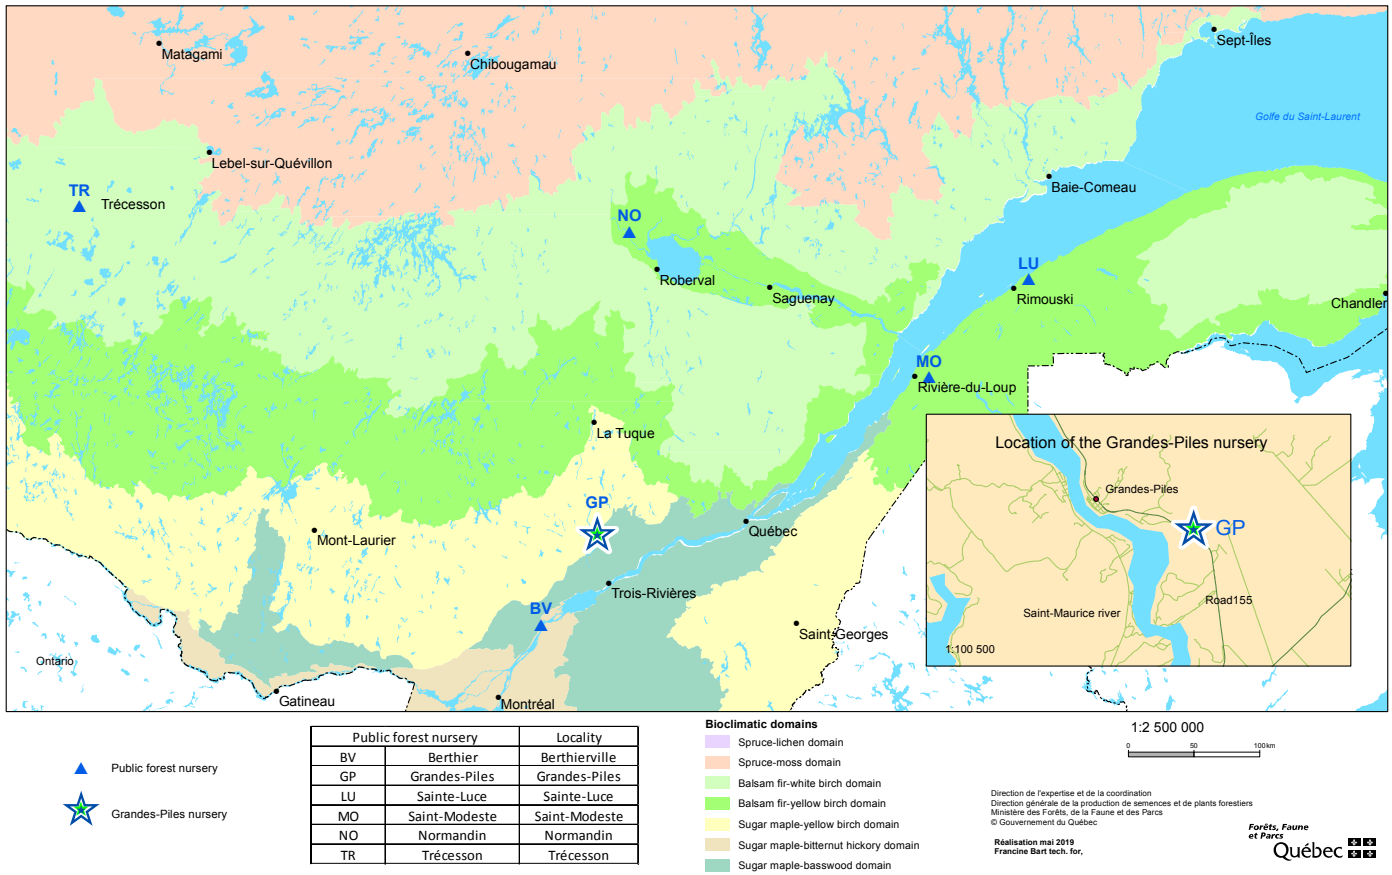 Matagami
Chibougamau
Sept-Îles
Golfe du Saint-Laurent
Lebel-sur-Quévillon
TR
Trécesson
Baie-Comeau
NO
Roberval
Saguenay
LU
Rimouski
Chandler
MO
Rivière-du-Loup
La Tuque
GP
Mont-Laurier
Québec
Trois-Rivières
BV
Saint-Georges
Ontario
Gatineau
Montréal
Location of the Grandes-Piles nursery
Grandes-Piles
GP
Road155
Saint-Maurice river
1:100 500
Public forest nursery
Grandes-Piles nursery
Public forest nursery Locality
BV Berthier Berthierville
GP Grandes-Piles Grandes-Piles
LU Sainte-Luce Sainte-Luce
MO Saint-Modeste Saint-Modeste
NO Normandin Normandin
TR Trécesson Trécesson
Bioclimatic domains
Spruce-lichen domain
Spruce-moss domain
Balsam fir-white birch domain
Balsam fir-yellow birch domain
Sugar maple-yellow birch domain
Sugar maple-bitternut hickory domain
Sugar maple-basswood domain
1:2 500 000
0 50 100km
Direction de l'expertise et de la coordination
Direction générale de la production de semences et de plants forestiers
Ministère des Forêts, de la Faune et des Parcs
© Gouvernement du Québec
Réalisation mai 2019
Francine Bart tech. for,
Forêts, Faune
et Parcs
Québec